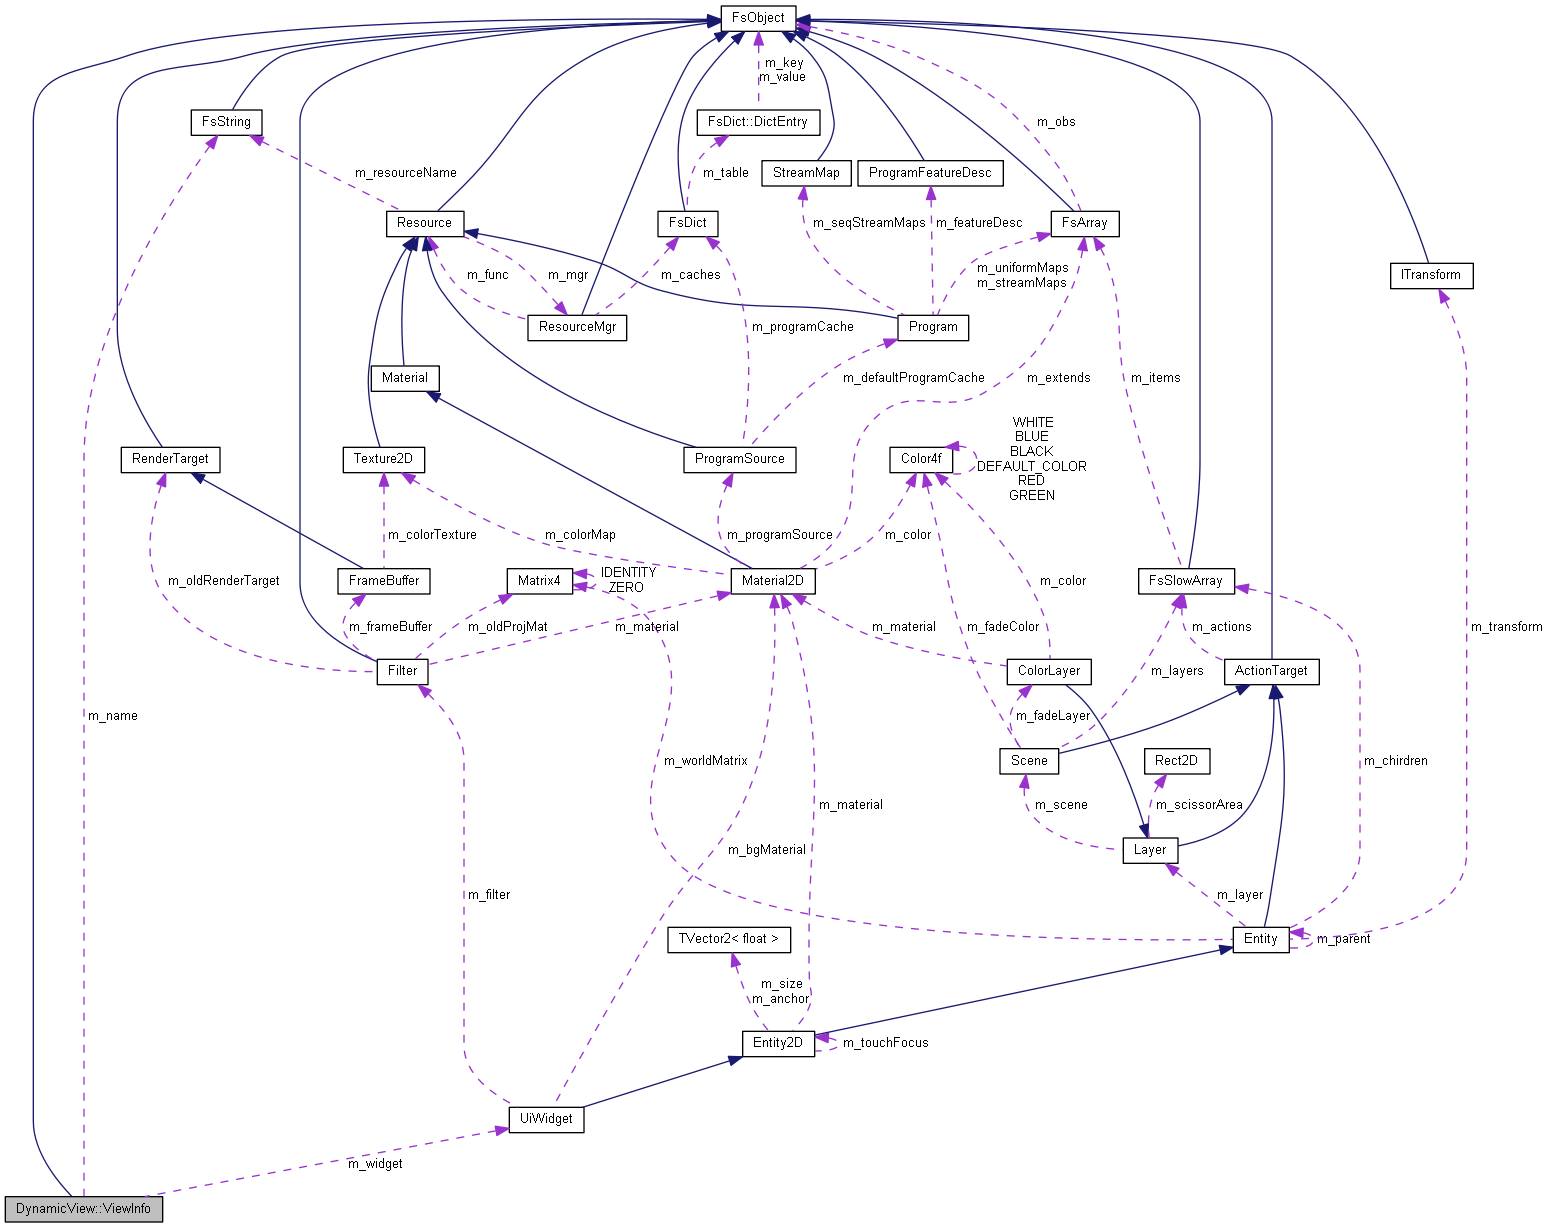 FsObject
m_key
m_value
FsString
FsDict::DictEntry
m_obs
m_resourceName
m_table
StreamMap
ProgramFeatureDesc
Resource
FsDict
m_seqStreamMaps
m_featureDesc
FsArray
m_func
m_mgr
m_caches
m_uniformMaps
m_streamMaps
ITransform
ResourceMgr
m_programCache
Program
Material
m_defaultProgramCache
m_extends
m_items
WHITE
BLUE
BLACK
DEFAULT_COLOR
RED
GREEN
RenderTarget
Texture2D
ProgramSource
Color4f
m_colorTexture
m_colorMap
m_programSource
m_color
m_oldRenderTarget
FrameBuffer
Matrix4
IDENTITY
ZERO
Material2D
m_color
FsSlowArray
m_frameBuffer
m_oldProjMat
m_material
m_material
m_fadeColor
m_actions
m_transform
Filter
ColorLayer
m_layers
ActionTarget
m_name
m_fadeLayer
m_worldMatrix
Scene
Rect2D
m_chirdren
m_material
m_scene
m_scissorArea
m_bgMaterial
Layer
m_filter
m_layer
TVector2< float >
Entity
m_parent
m_size
m_anchor
Entity2D
m_touchFocus
UiWidget
m_widget
DynamicView::ViewInfo